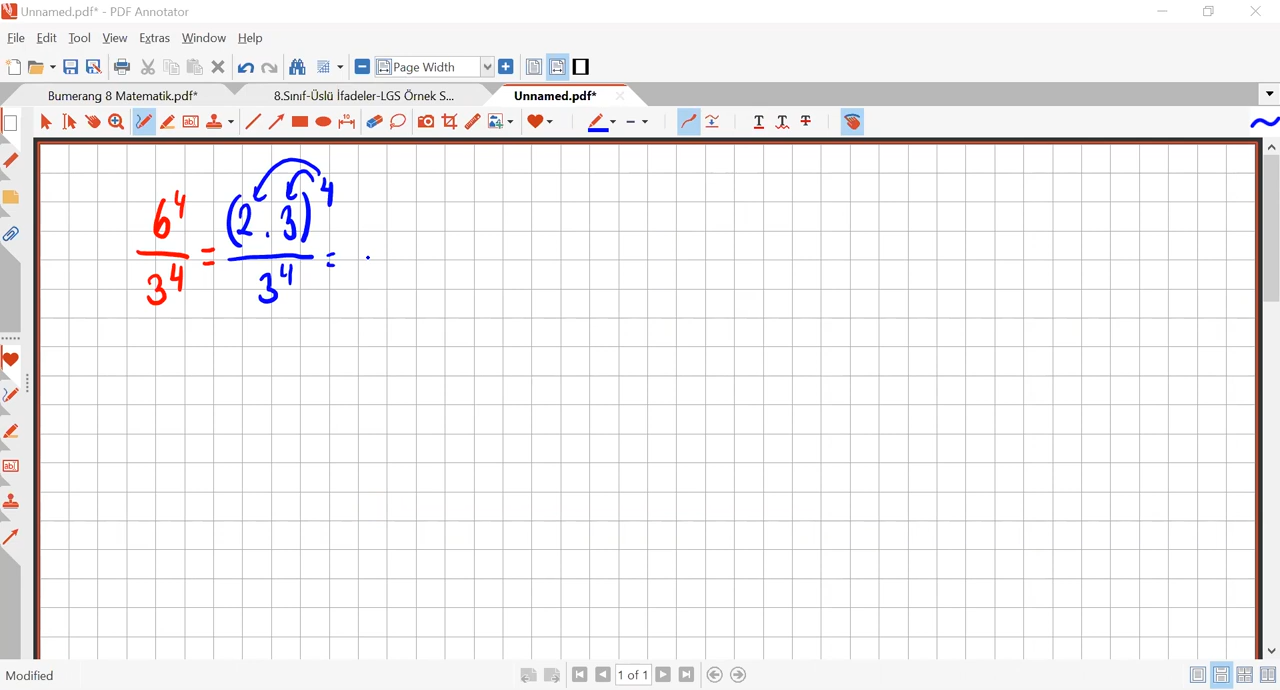 Unnamed.pdf* - PDF Annotator
File Edit Tool View Extras Window Help
Page Width
Bumerang 8 Matematik.pdf* 8.Sınıf-Üslü İfadeler-LGS Örnek S... Unnamed.pdf*
6⁴/3⁴ = (2.3)⁴/3⁴ = .
Modified
1 of 1